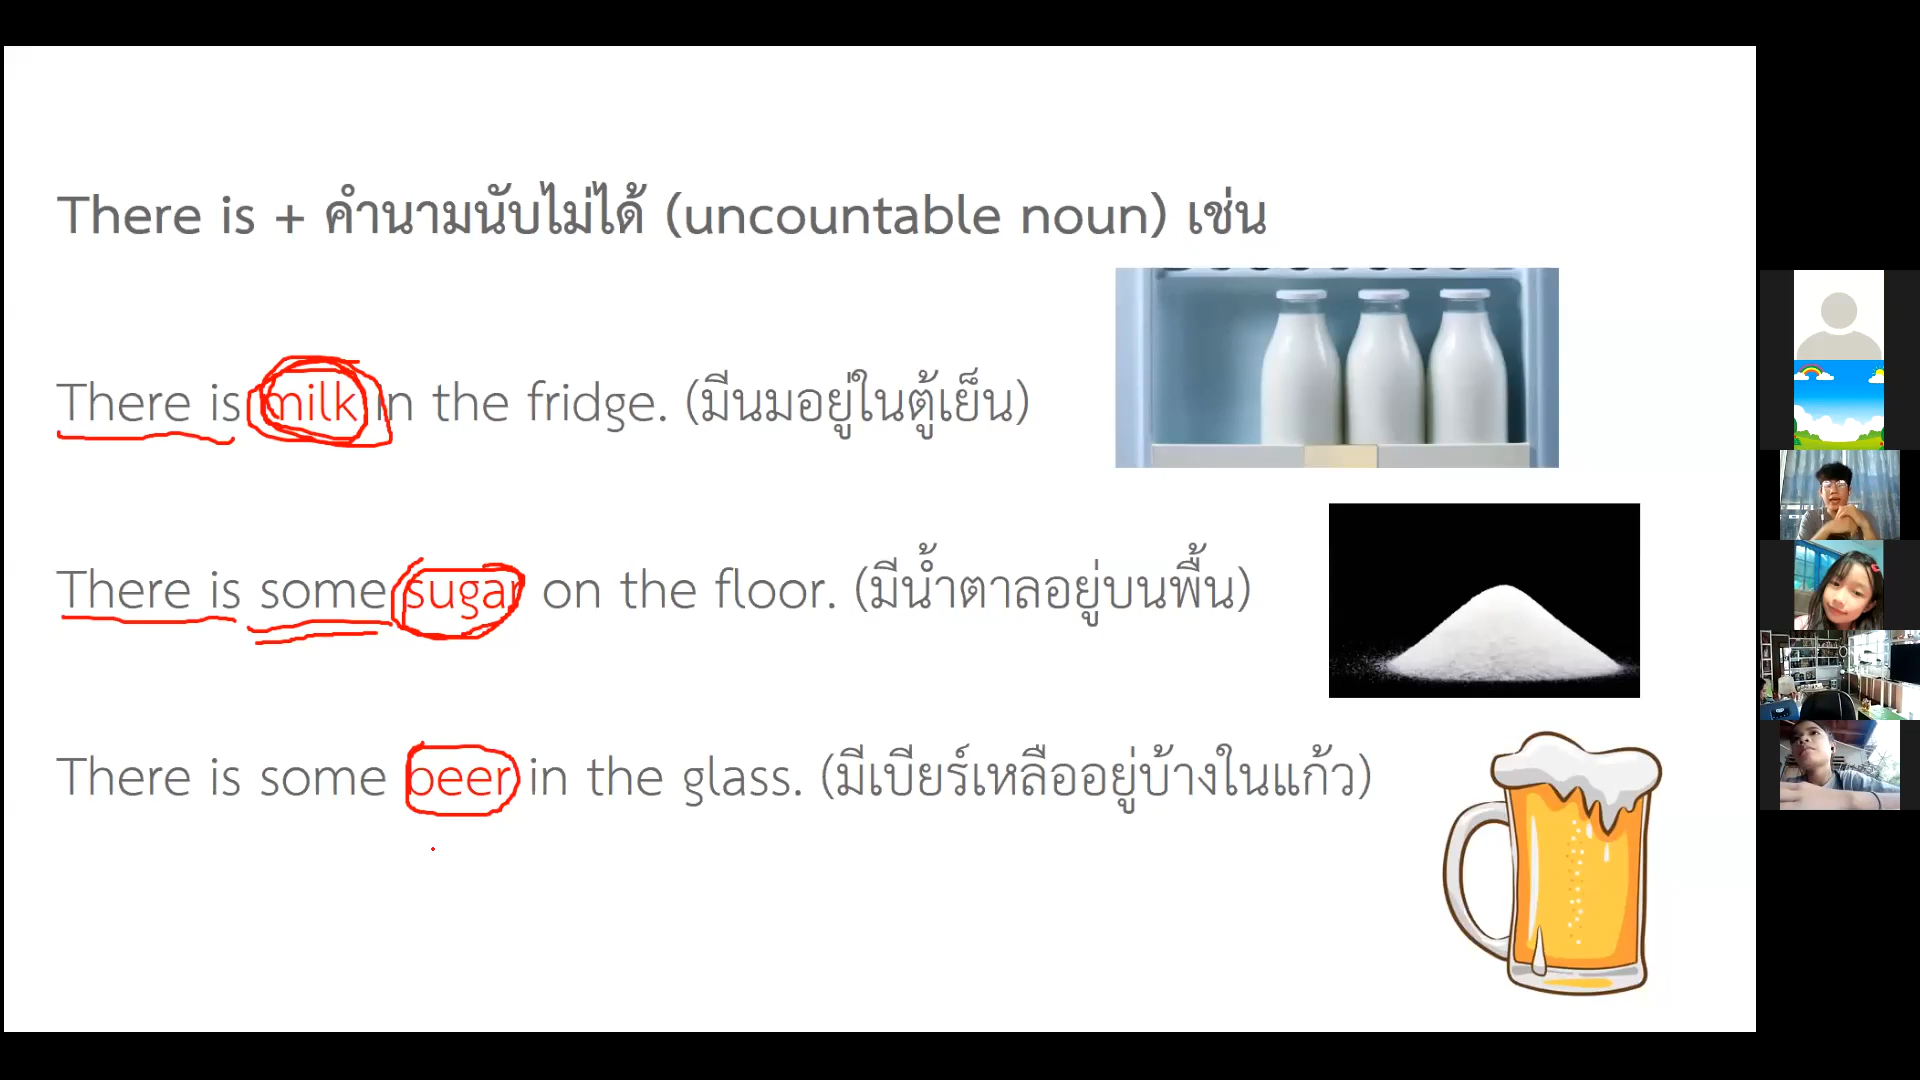 There is + คำนามนับไม่ได้ (uncountable noun) เช่น
There is milk in the fridge. (มีนมอยู่ในตู้เย็น)
There is some sugar on the floor. (มีน้ำตาลอยู่บนพื้น)
There is some beer in the glass. (มีเบียร์เหลืออยู่บ้างในแก้ว)